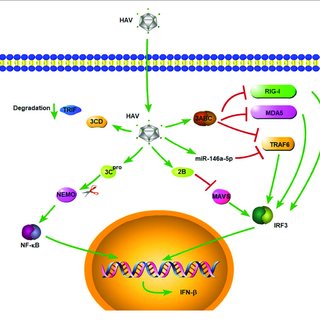 HAV
Degradation
TRIF
3CD
HAV
3ABC
RIG-I
MDA5
TRAF6
miR-146a-5p
3Cpro
2B
NEMO
MAVS
NF-κB
IRF3
IFN-β